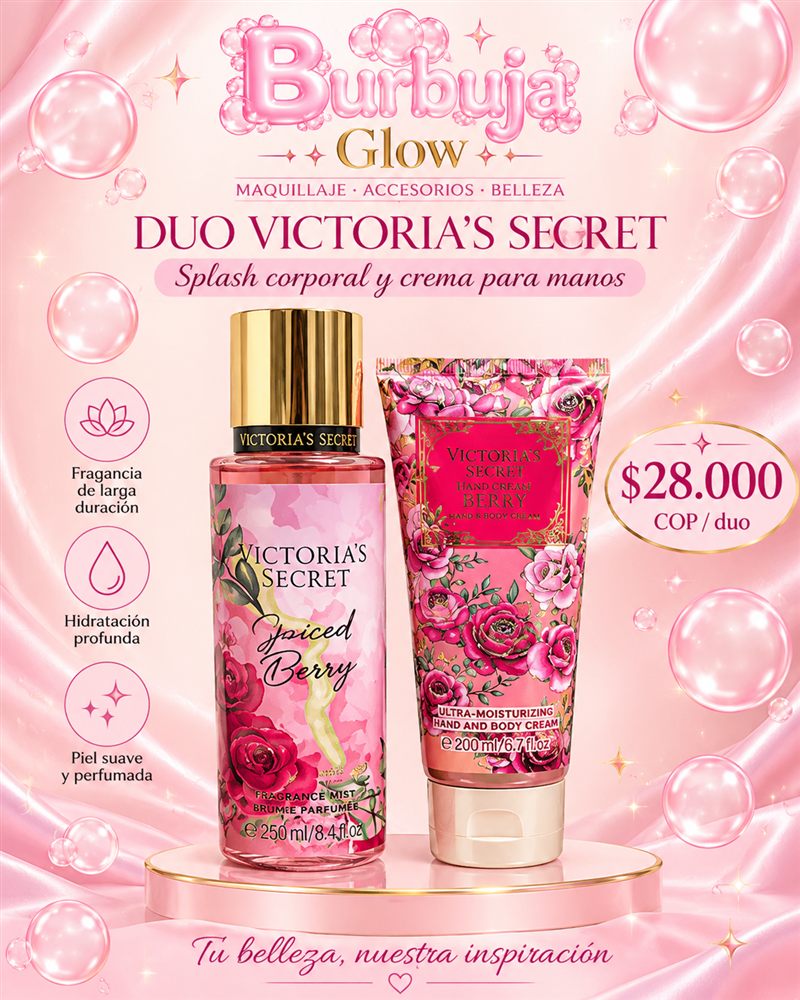 Burbuja
Glow
MAQUILLAJE · ACCESORIOS · BELLEZA
DUO VICTORIA'S SECRET
Splash corporal y crema para manos
Fragancia
de larga
duración
Hidratación
profunda
Piel suave
y perfumada
VICTORIA'S SECRET
VICTORIA'S
SECRET
Spiced
Berry
FRAGRANCE MIST
BRUMEE PARFUMÉE
℮ 250 ml/8.4 fl.oz
VICTORIA'S
SECRET
HAND CREAM
BERRY
HAND & BODY CREAM
ULTRA-MOISTURIZING
HAND AND BODY CREAM
℮ 200 ml/6.7 fl.oz
$28.000
COP / duo
Tu belleza, nuestra inspiración